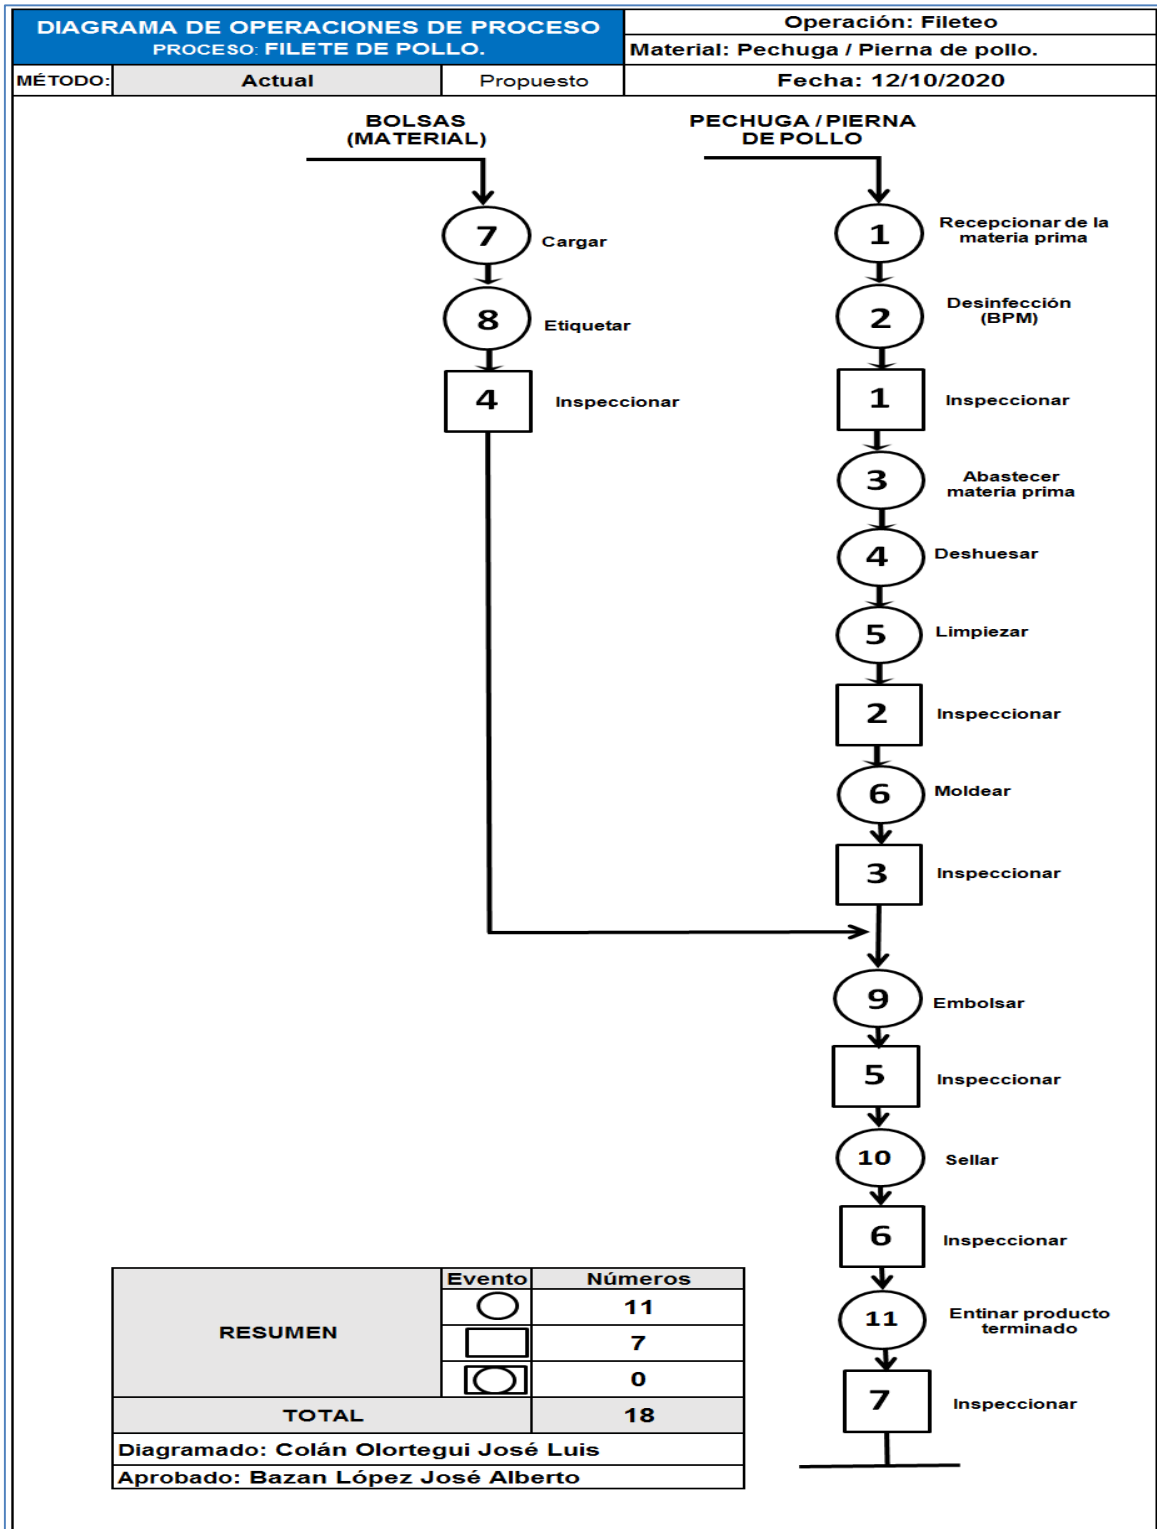 DIAGRAMA DE OPERACIONES DE PROCESO
PROCESO: FILETE DE POLLO.
Operación: Fileteo
Material: Pechuga / Pierna de pollo.
MÉTODO:
Actual
Propuesto
Fecha: 12/10/2020
BOLSAS
(MATERIAL)
7
Cargar
8
Etiquetar
4
Inspeccionar
PECHUGA / PIERNA
DE POLLO
1
Recepcionar de la
materia prima
2
Desinfección
(BPM)
1
Inspeccionar
3
Abastecer
materia prima
4
Deshuesar
5
Limpiezar
2
Inspeccionar
6
Moldear
3
Inspeccionar
9
Embolsar
5
Inspeccionar
10
Sellar
6
Inspeccionar
11
Entinar producto
terminado
7
Inspeccionar
RESUMEN
Evento
Números
11
7
0
TOTAL
18
Diagramado: Colán Olortegui José Luis
Aprobado: Bazan López José Alberto